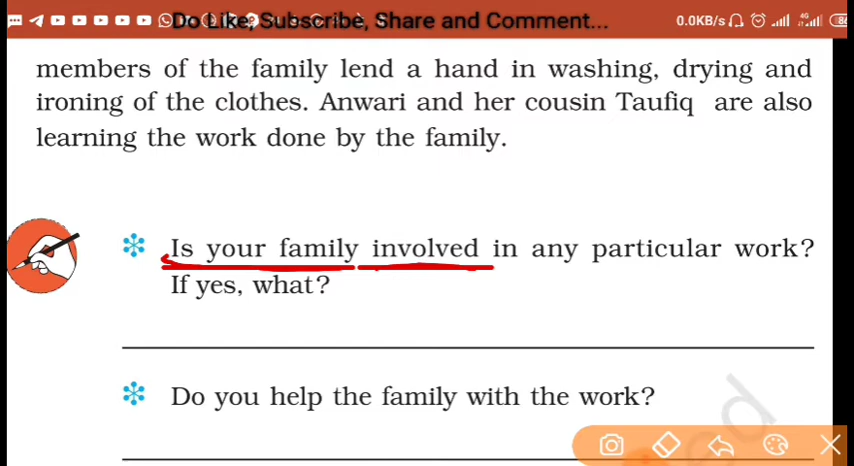 Do Like, Subscribe, Share and Comment...
0.0KB/s 4G
members of the family lend a hand in washing, drying and
ironing of the clothes. Anwari and her cousin Taufiq are also
learning the work done by the family.
Is your family involved in any particular work?
If yes, what?
Do you help the family with the work?